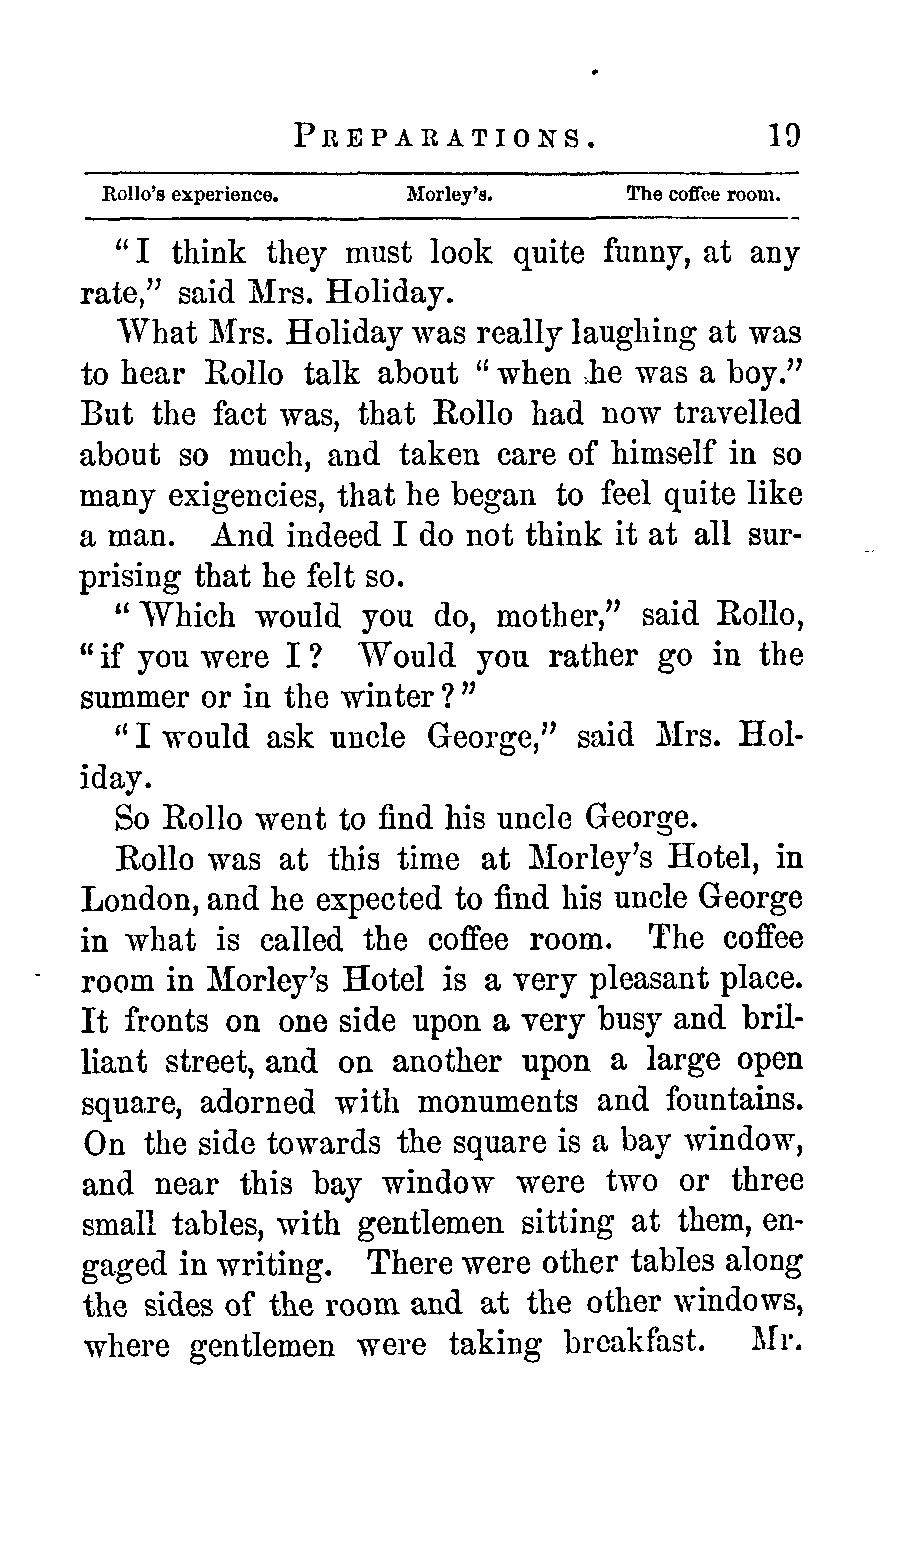 PREPARATIONS. 19
Rollo's experience. Morley's. The coffee room.
"I think they must look quite funny, at any
rate," said Mrs. Holiday.
What Mrs. Holiday was really laughing at was
to hear Rollo talk about "when he was a boy."
But the fact was, that Rollo had now travelled
about so much, and taken care of himself in so
many exigencies, that he began to feel quite like
a man. And indeed I do not think it at all sur-
prising that he felt so.
"Which would you do, mother," said Rollo,
"if you were I? Would you rather go in the
summer or in the winter?"
"I would ask uncle George," said Mrs. Hol-
iday.
So Rollo went to find his uncle George.
Rollo was at this time at Morley's Hotel, in
London, and he expected to find his uncle George
in what is called the coffee room. The coffee
room in Morley's Hotel is a very pleasant place.
It fronts on one side upon a very busy and bril-
liant street, and on another upon a large open
square, adorned with monuments and fountains.
On the side towards the square is a bay window,
and near this bay window were two or three
small tables, with gentlemen sitting at them, en-
gaged in writing. There were other tables along
the sides of the room and at the other windows,
where gentlemen were taking breakfast. Mr.